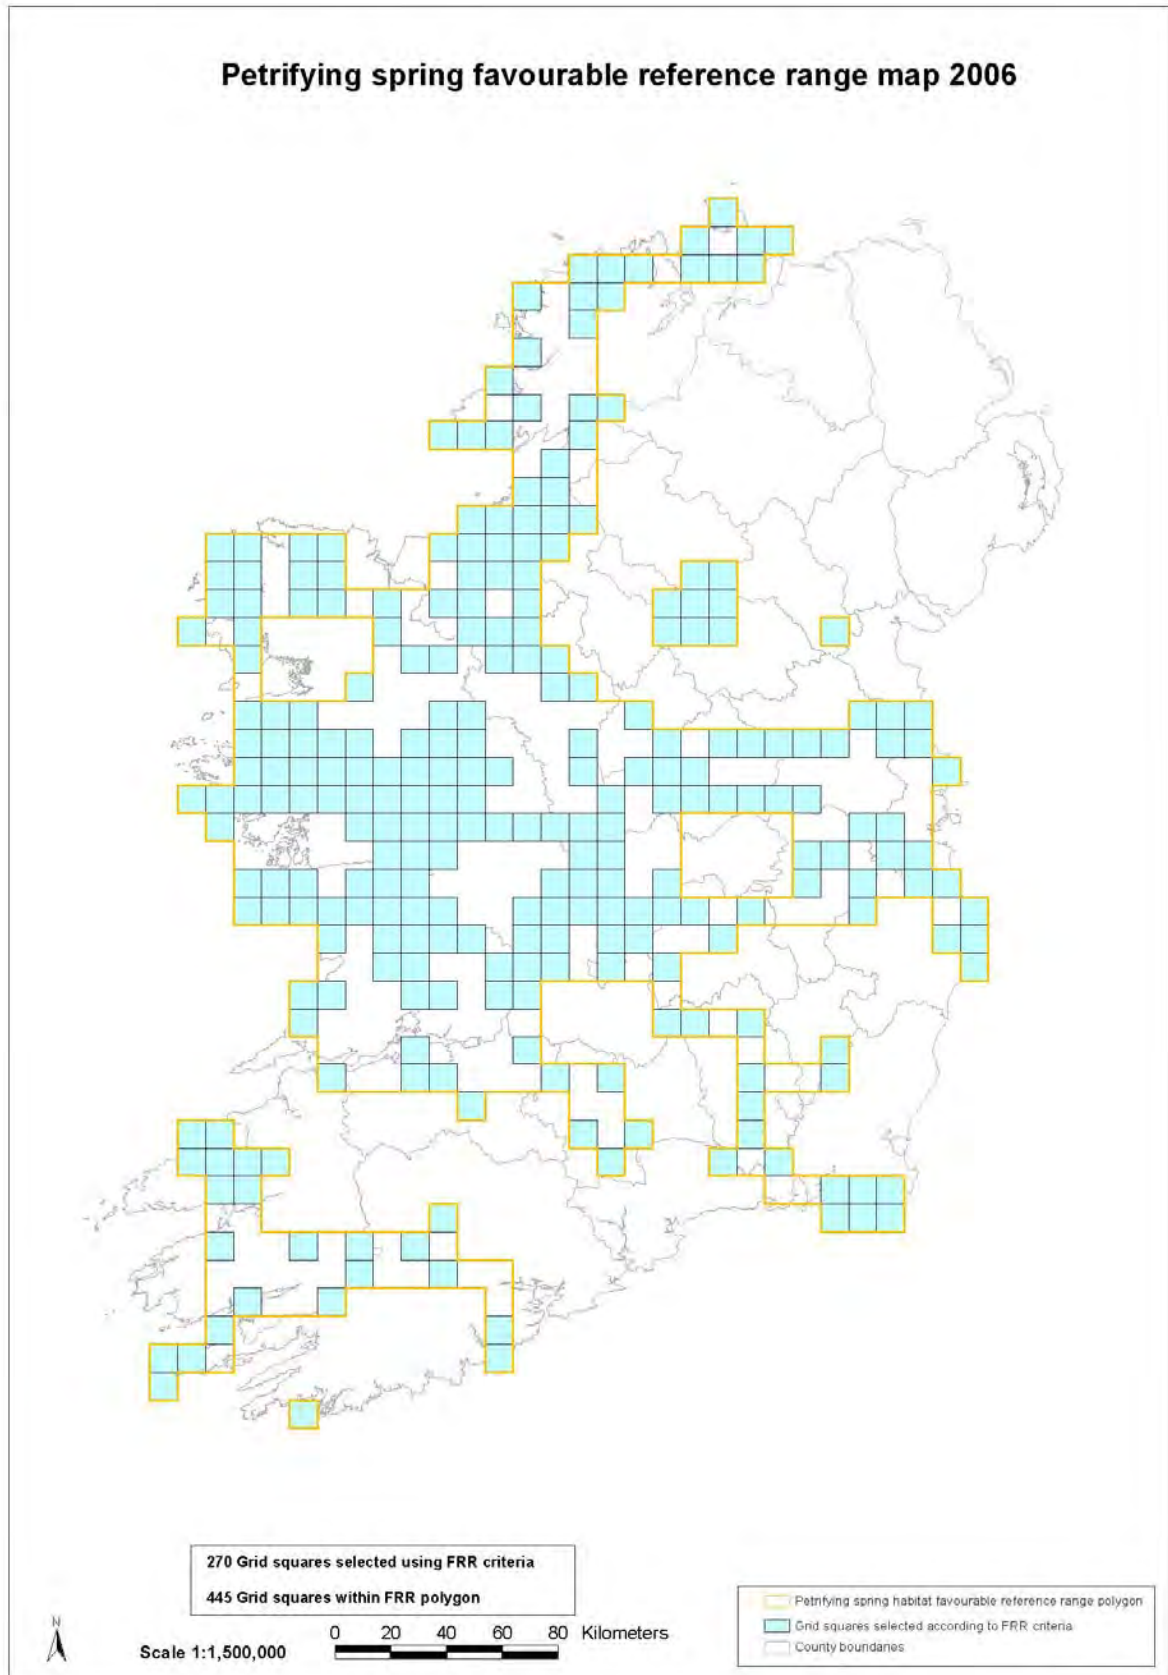 Petrifying spring favourable reference range map 2006
270 Grid squares selected using FRR criteria
445 Grid squares within FRR polygon
N
Scale 1:1,500,000
0 20 40 60 80 Kilometers
Petrifying spring habitat favourable reference range polygon
Grid squares selected according to FRR criteria
County boundaries